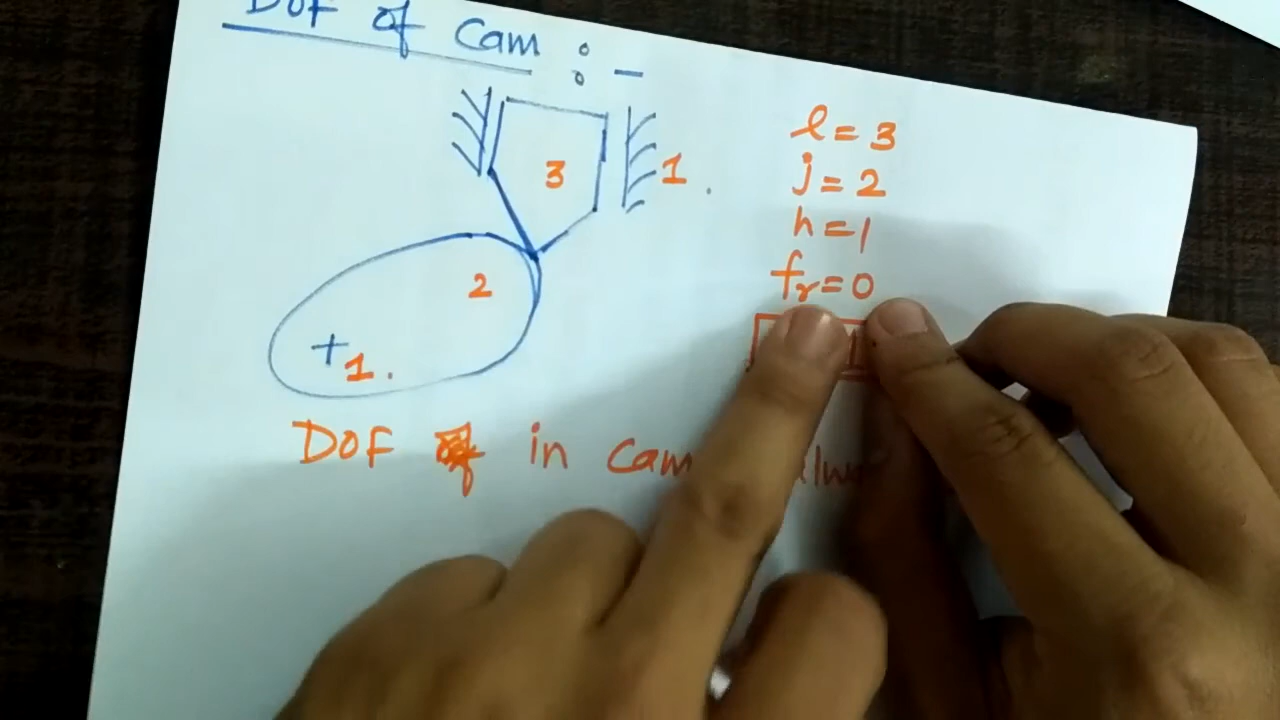 DOF of Cam : -
3
1.
2
+1.
l = 3
j = 2
h = 1
fr = 0
DOF in Cam